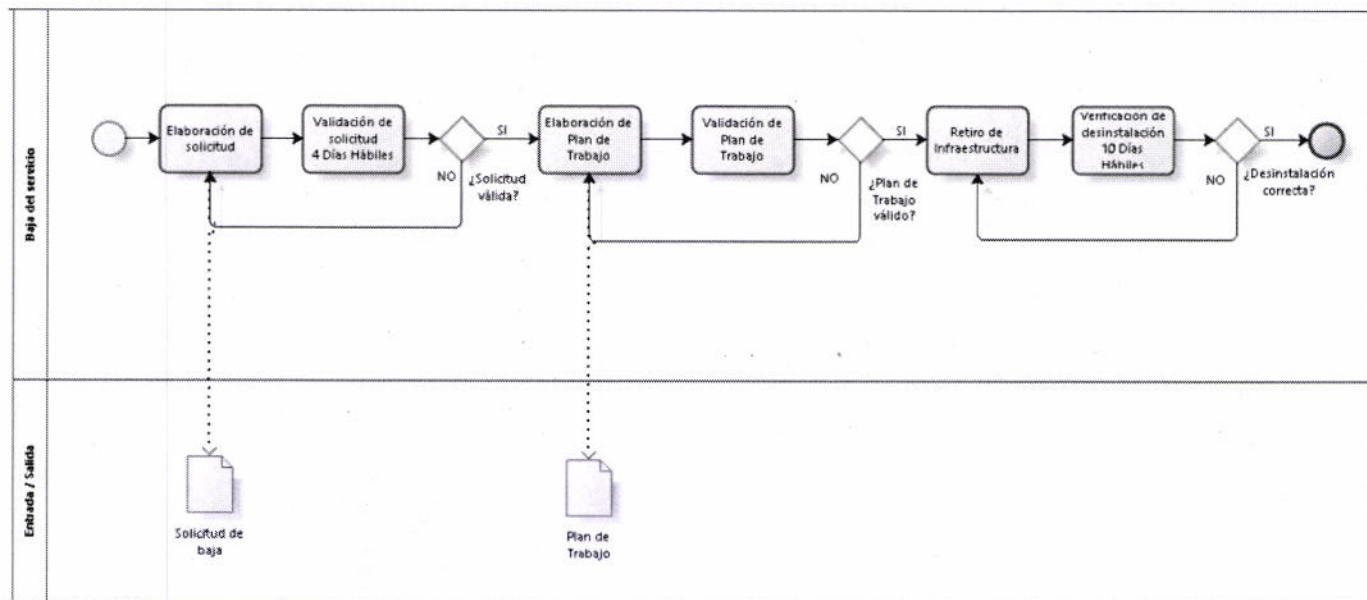 Baja del servicio
Elaboración de
solicitud
Validación de
solicitud
4 Días Hábiles
SI
NO
¿Solicitud
válida?
Elaboración de
Plan de
Trabajo
Validación de
Plan de
Trabajo
SI
NO
¿Plan de
Trabajo
válido?
Retiro de
Infraestructura
Verificación de
desinstalación
10 Días
Hábiles
SI
NO
¿Desinstalación
correcta?
Entrada / Salida
Solicitud de
baja
Plan de
Trabajo